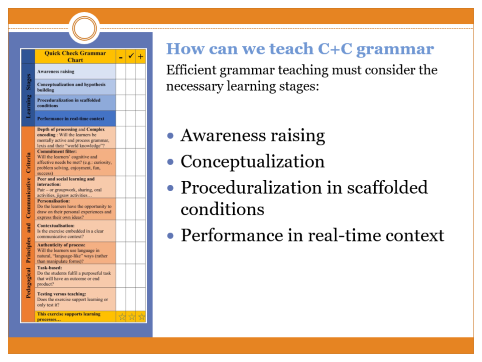 Quick Check Grammar
Chart
-
✓
+
Learning Stages
Awareness raising
Conceptualization and hypothesis
building:
Proceduralization in scaffolded
conditions
Performance in real-time context
Pedagogical Principles and Communicative Criteria
Depth of processing and Complex
encoding: Will the learners be
mentally active and process grammar,
texts and their "world knowledge"?
Commitment filter:
Will the learners' cognitive and
affective needs be met? (e.g.: curiosity,
problem solving, enjoyment, fun,
success)
Peer and social learning and
interaction:
Pair - or groupwork, sharing, oral
activities, jigsaw activities...
Personalisation:
Do the learners have the opportunity to
draw on their personal experiences and
express their own ideas?
Contextualisation:
Is the exercise embedded in a clear
communicative context?
Authenticity of process:
Will the learners use language in
natural, "language-like" ways (rather
than manipulate forms)?
Task-based:
Do the students fulfil a purposeful task
that will have an outcome or end
product?
Testing versus teaching:
Does the exercise support learning or
only test it?
This exercise supports learning
processes...
How can we teach C+C grammar
Efficient grammar teaching must consider the
necessary learning stages:
• Awareness raising
• Conceptualization
• Proceduralization in scaffolded
conditions
• Performance in real-time context